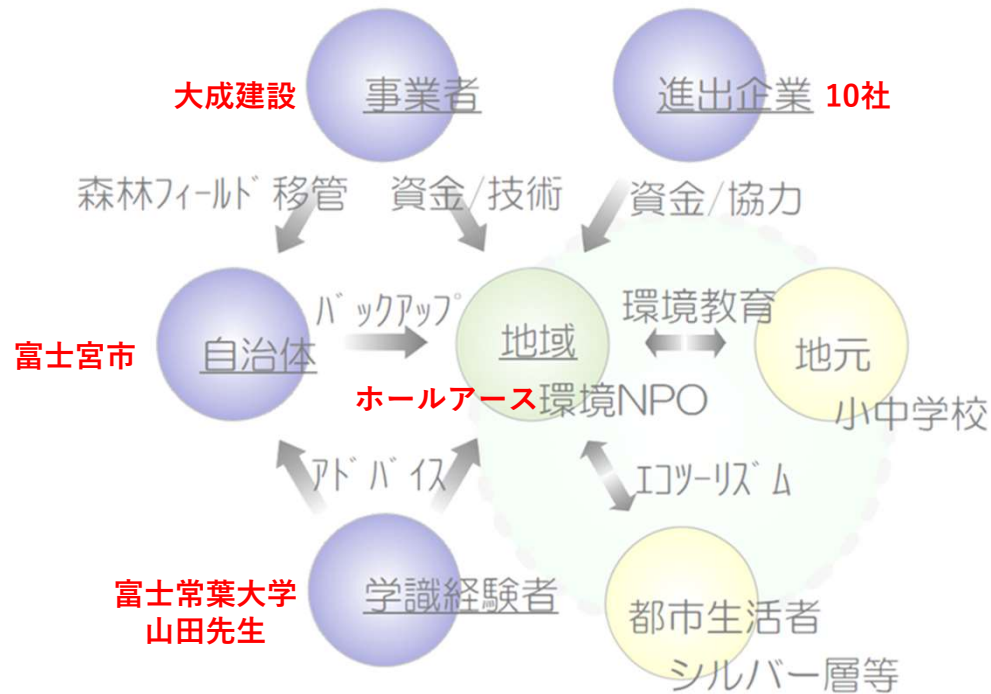 大成建設
事業者
進出企業
10社
森林フィールド移管
資金/技術
資金/協力
バックアップ
環境教育
富士宮市
自治体
地域
地元
ホールアース
環境NPO
小中学校
アドバイス
エコツーリズム
富士常葉大学
山田先生
学識経験者
都市生活者
シルバー層等